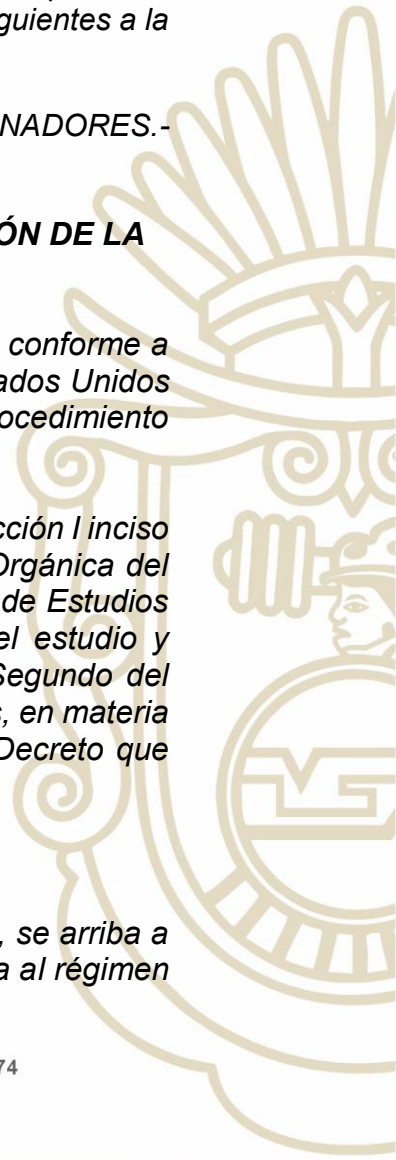 guientes a la
NADORES.-
ÓN DE LA
conforme a
ados Unidos
ocedimiento
cción I inciso
Orgánica del
de Estudios
el estudio y
Segundo del
s, en materia
Decreto que
, se arriba a
a al régimen
74